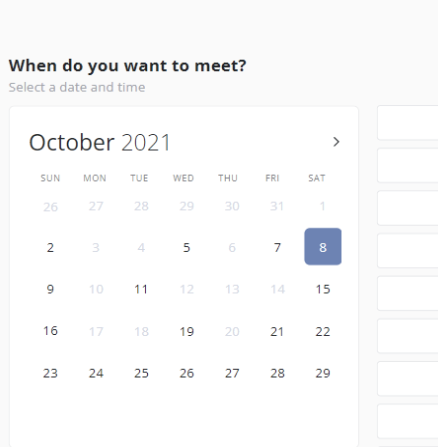 When do you want to meet?
Select a date and time
October 2021
SUN MON TUE WED THU FRI SAT
26 27 28 29 30 31 1
2 3 4 5 6 7 8
9 10 11 12 13 14 15
16 17 18 19 20 21 22
23 24 25 26 27 28 29